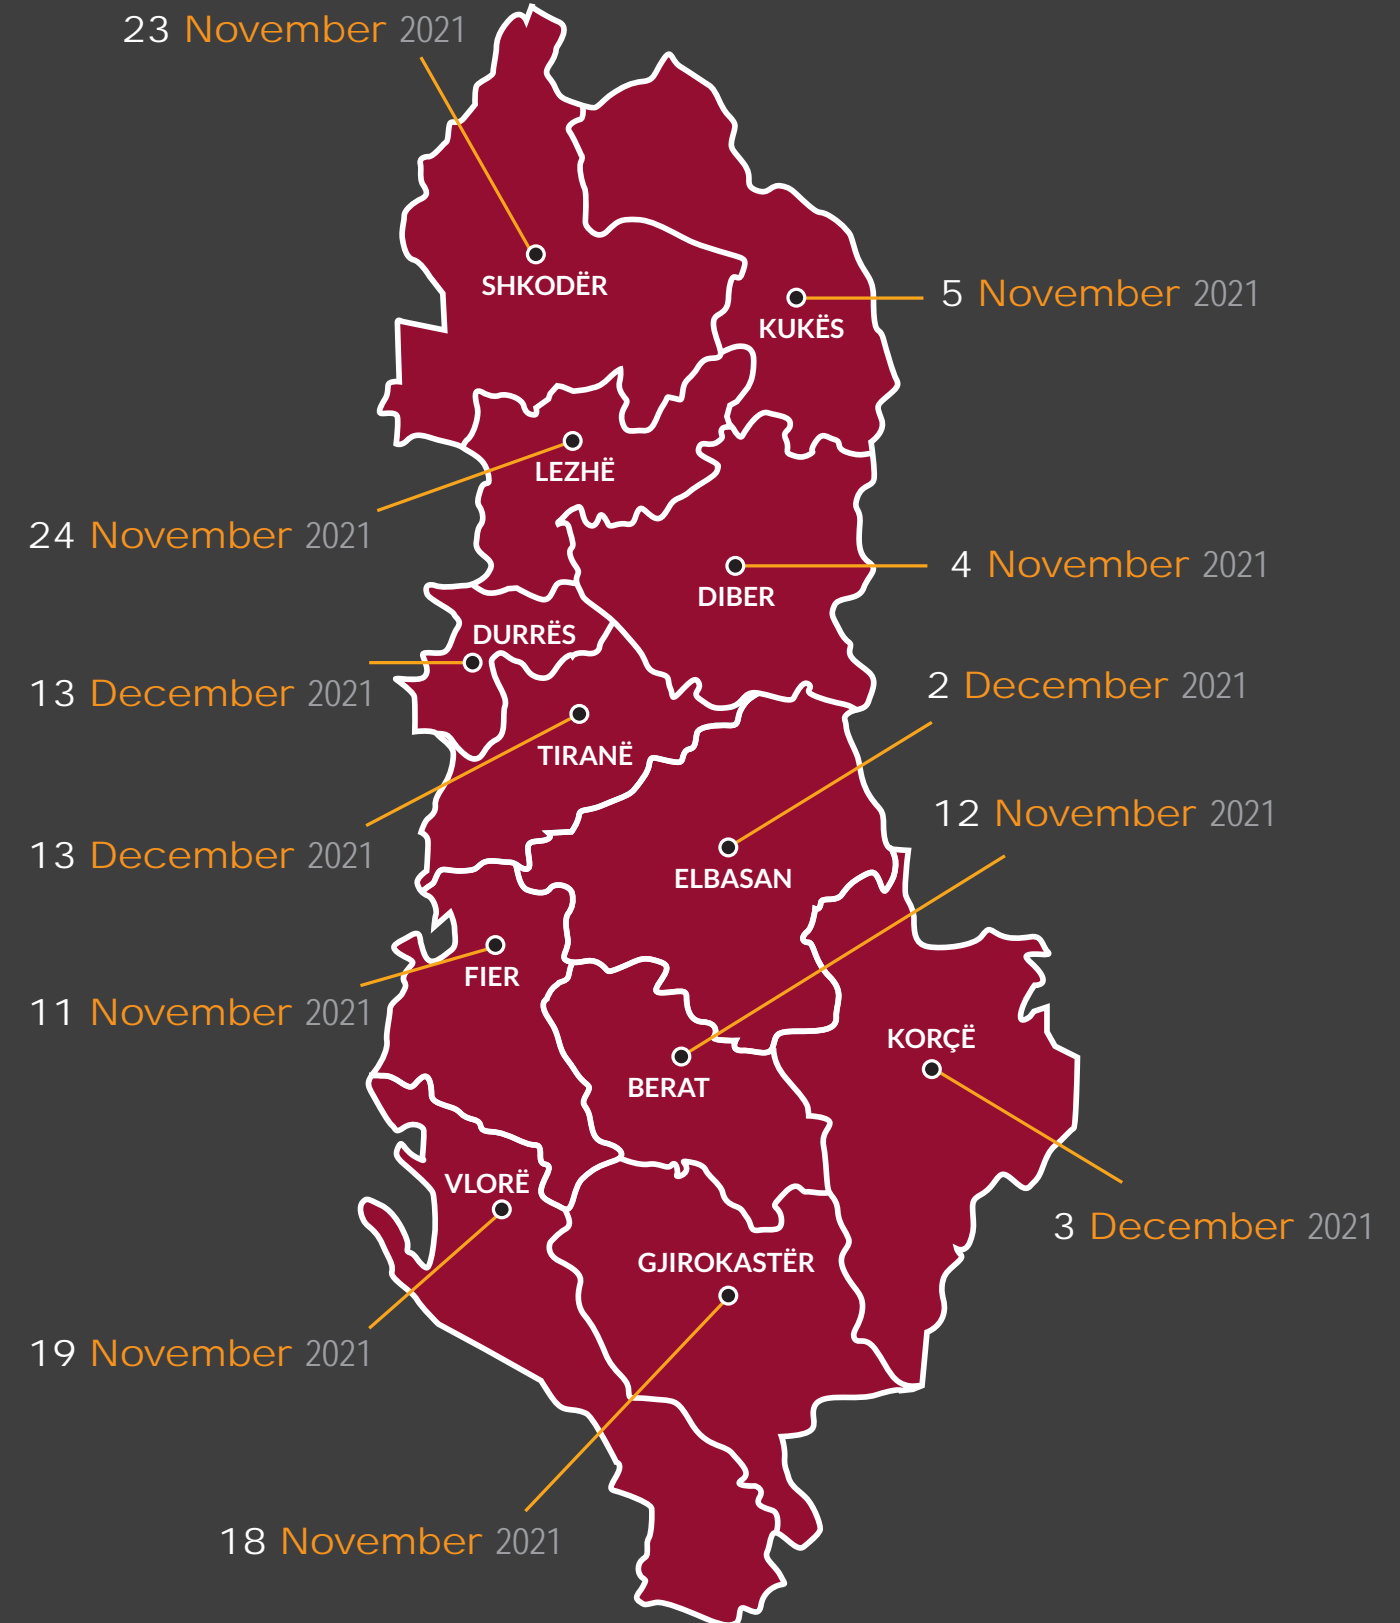 23 November 2021
SHKODËR
5 November 2021
KUKËS
LEZHË
24 November 2021
4 November 2021
DIBER
DURRËS
13 December 2021
2 December 2021
TIRANË
12 November 2021
13 December 2021
ELBASAN
FIER
11 November 2021
KORÇË
BERAT
VLORË
3 December 2021
GJIROKASTËR
19 November 2021
18 November 2021